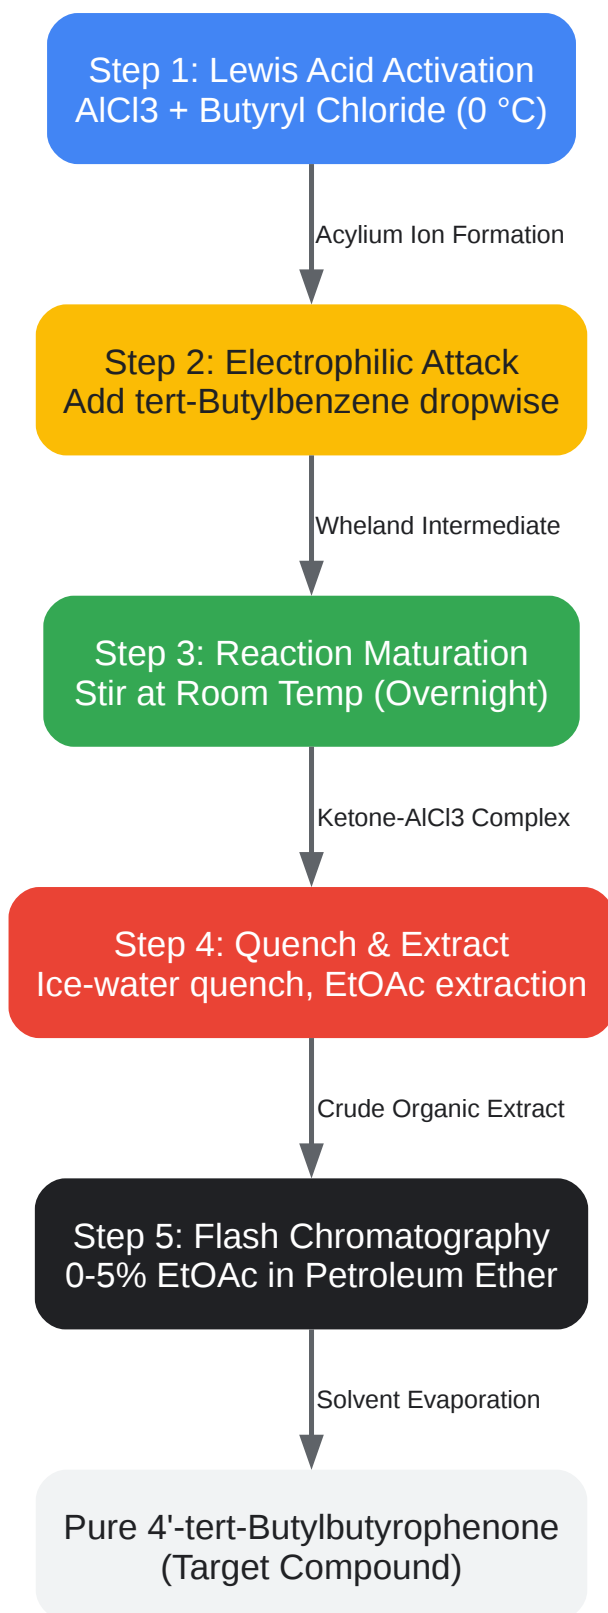 Step 1: Lewis Acid Activation
AlCl3 + Butyryl Chloride (0 °C)
Acylium Ion Formation
Step 2: Electrophilic Attack
Add tert-Butylbenzene dropwise
Wheland Intermediate
Step 3: Reaction Maturation
Stir at Room Temp (Overnight)
Ketone-AlCl3 Complex
Step 4: Quench & Extract
Ice-water quench, EtOAc extraction
Crude Organic Extract
Step 5: Flash Chromatography
0-5% EtOAc in Petroleum Ether
Solvent Evaporation
Pure 4'-tert-Butylbutyrophenone
(Target Compound)